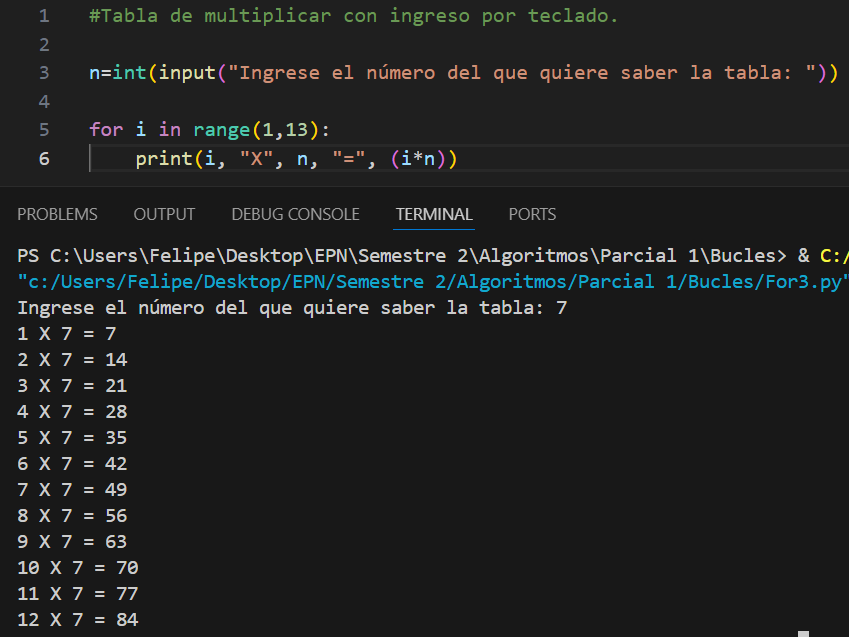 1 #Tabla de multiplicar con ingreso por teclado.
2
3 n=int(input("Ingrese el número del que quiere saber la tabla: "))
4
5 for i in range(1,13):
6     print(i, "X", n, "=", (i*n))
PROBLEMS OUTPUT DEBUG CONSOLE TERMINAL PORTS
PS C:\Users\Felipe\Desktop\EPN\Semestre 2\Algoritmos\Parcial 1\Bucles> & C:/
"c:/Users/Felipe/Desktop/EPN/Semestre 2/Algoritmos/Parcial 1/Bucles/For3.py"
Ingrese el número del que quiere saber la tabla: 7
1 X 7 = 7
2 X 7 = 14
3 X 7 = 21
4 X 7 = 28
5 X 7 = 35
6 X 7 = 42
7 X 7 = 49
8 X 7 = 56
9 X 7 = 63
10 X 7 = 70
11 X 7 = 77
12 X 7 = 84